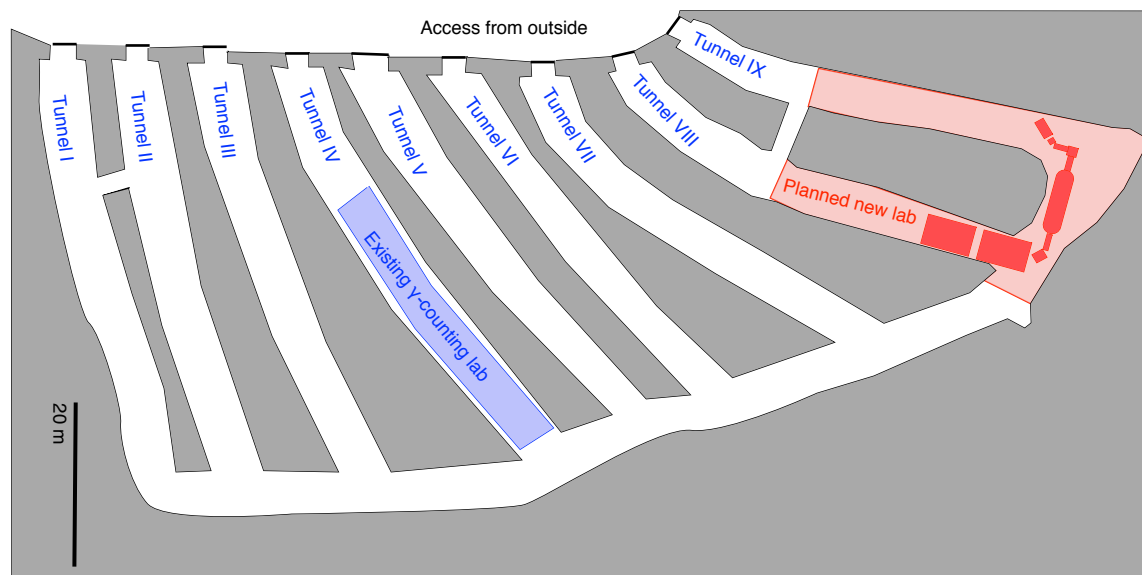 Access from outside
Tunnel I
Tunnel II
Tunnel III
Tunnel IV
Tunnel V
Tunnel VI
Tunnel VII
Tunnel VIII
Tunnel IX
Planned new lab
Existing γ-counting lab
20 m